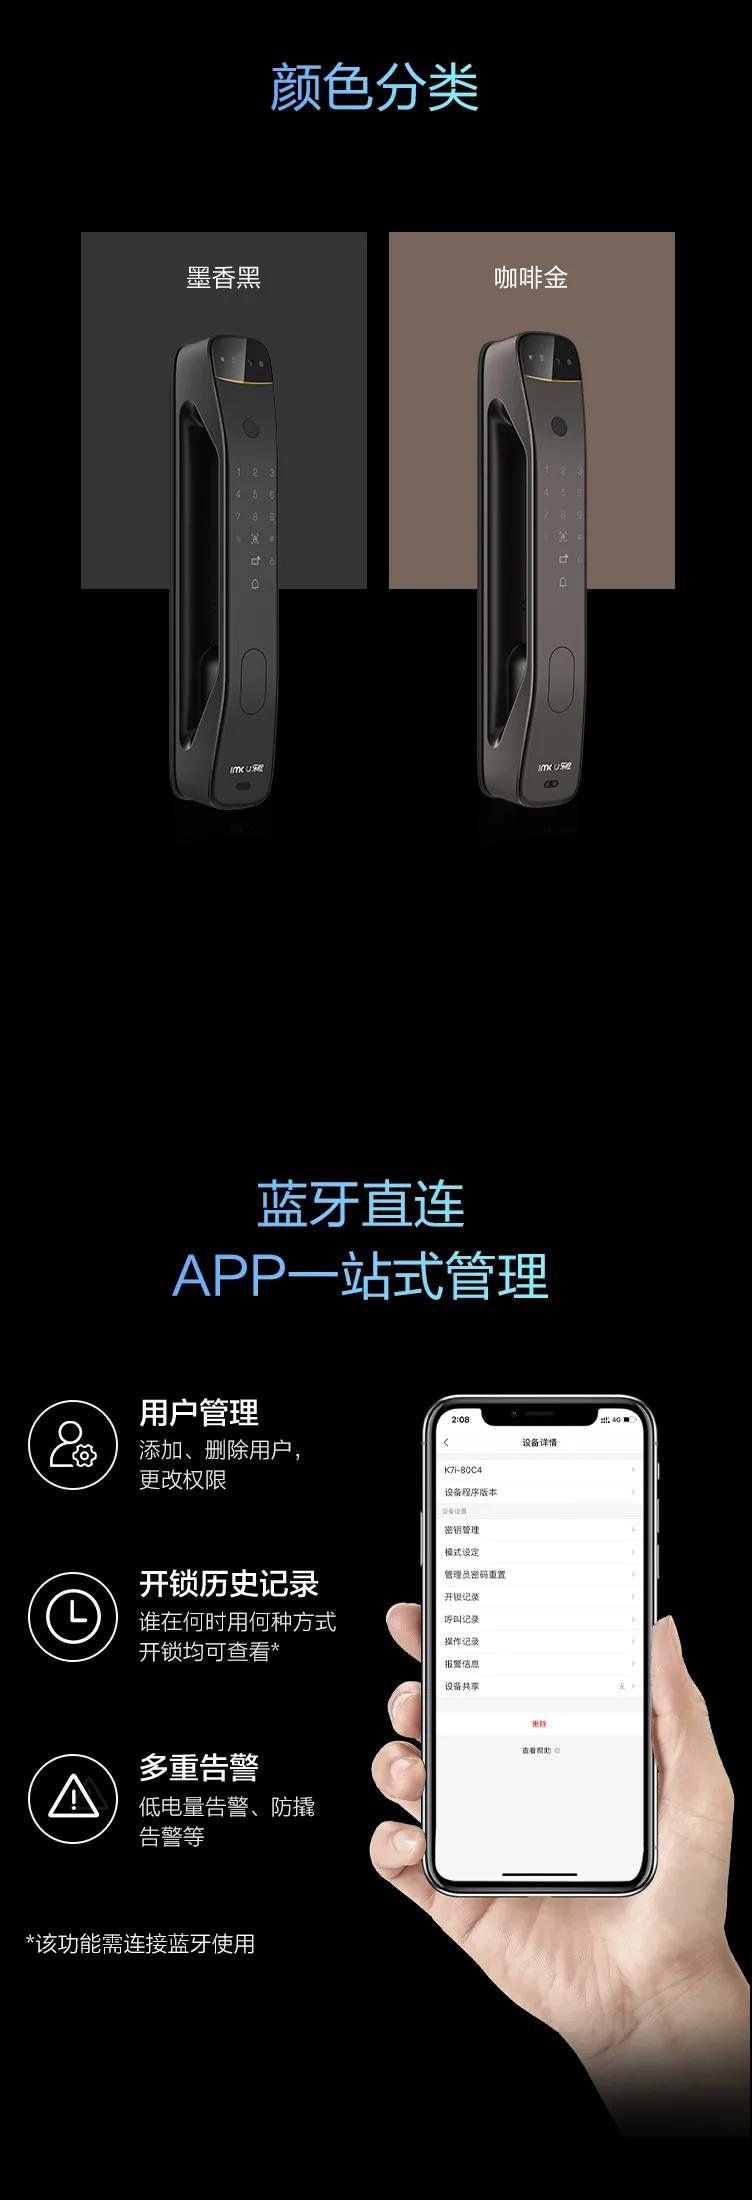 颜色分类
墨香黑
咖啡金
1 2 3
4 5 6
7 8 9
#
1 2 3
4 5 6
7 8 9
#
蓝牙直连
APP一站式管理
用户管理
添加、删除用户，
更改权限
开锁历史记录
谁在何时用何种方式
开锁均可查看*
多重告警
低电量告警、防撬
告警等
*该功能需连接蓝牙使用
2:08
4G
设备详情
K7i-80C4
设备程序版本
设备设置
密钥管理
模式设定
管理员密码重置
开锁记录
呼叫记录
操作记录
报警信息
设备共享
无
删除
查看帮助